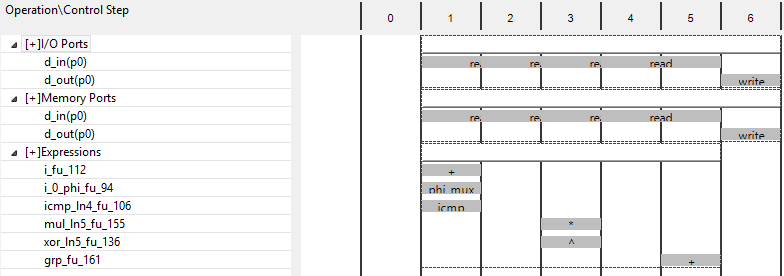 Operation\Control Step 0 1 2 3 4 5 6
[+]I/O Ports
d_in(p0) re re re read
d_out(p0) write
[+]Memory Ports
d_in(p0) re re re read
d_out(p0) write
[+]Expressions
i_fu_112 +
i_0_phi_fu_94 phi_mux
icmp_ln4_fu_106 icmp
mul_ln5_fu_155 *
xor_ln5_fu_136 ^
grp_fu_161 +